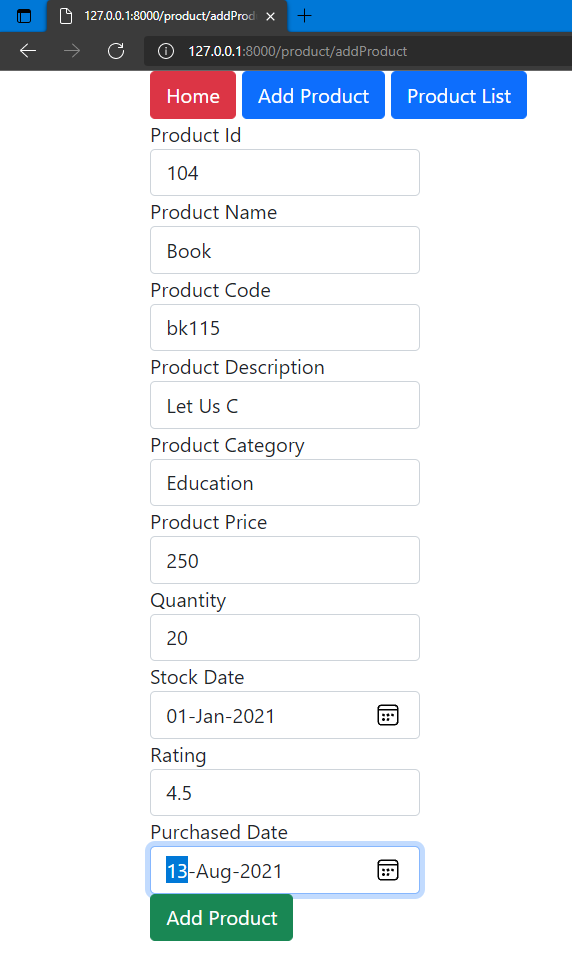 127.0.0.1:8000/product/addProd
127.0.0.1:8000/product/addProduct
Home Add Product Product List
Product Id
104
Product Name
Book
Product Code
bk115
Product Description
Let Us C
Product Category
Education
Product Price
250
Quantity
20
Stock Date
01-Jan-2021
Rating
4.5
Purchased Date
13-Aug-2021
Add Product